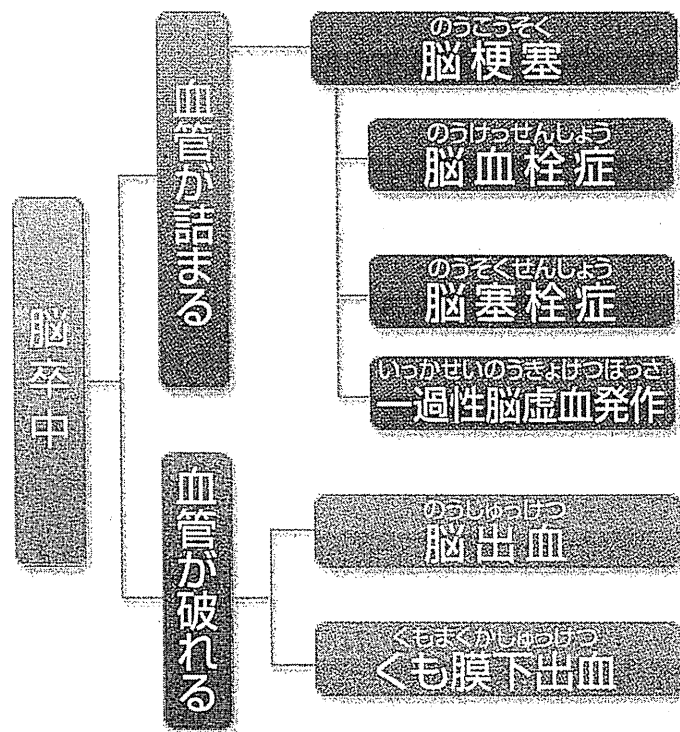 脳卒中
血管が詰まる
のうこうそく
脳梗塞
のうけっせんしょう
脳血栓症
のうそくせんしょう
脳塞栓症
いっかせいのうきょけつほっさ
一過性脳虚血発作
血管が破れる
のうしゅっけつ
脳出血
くもまくかしゅっけつ
くも膜下出血